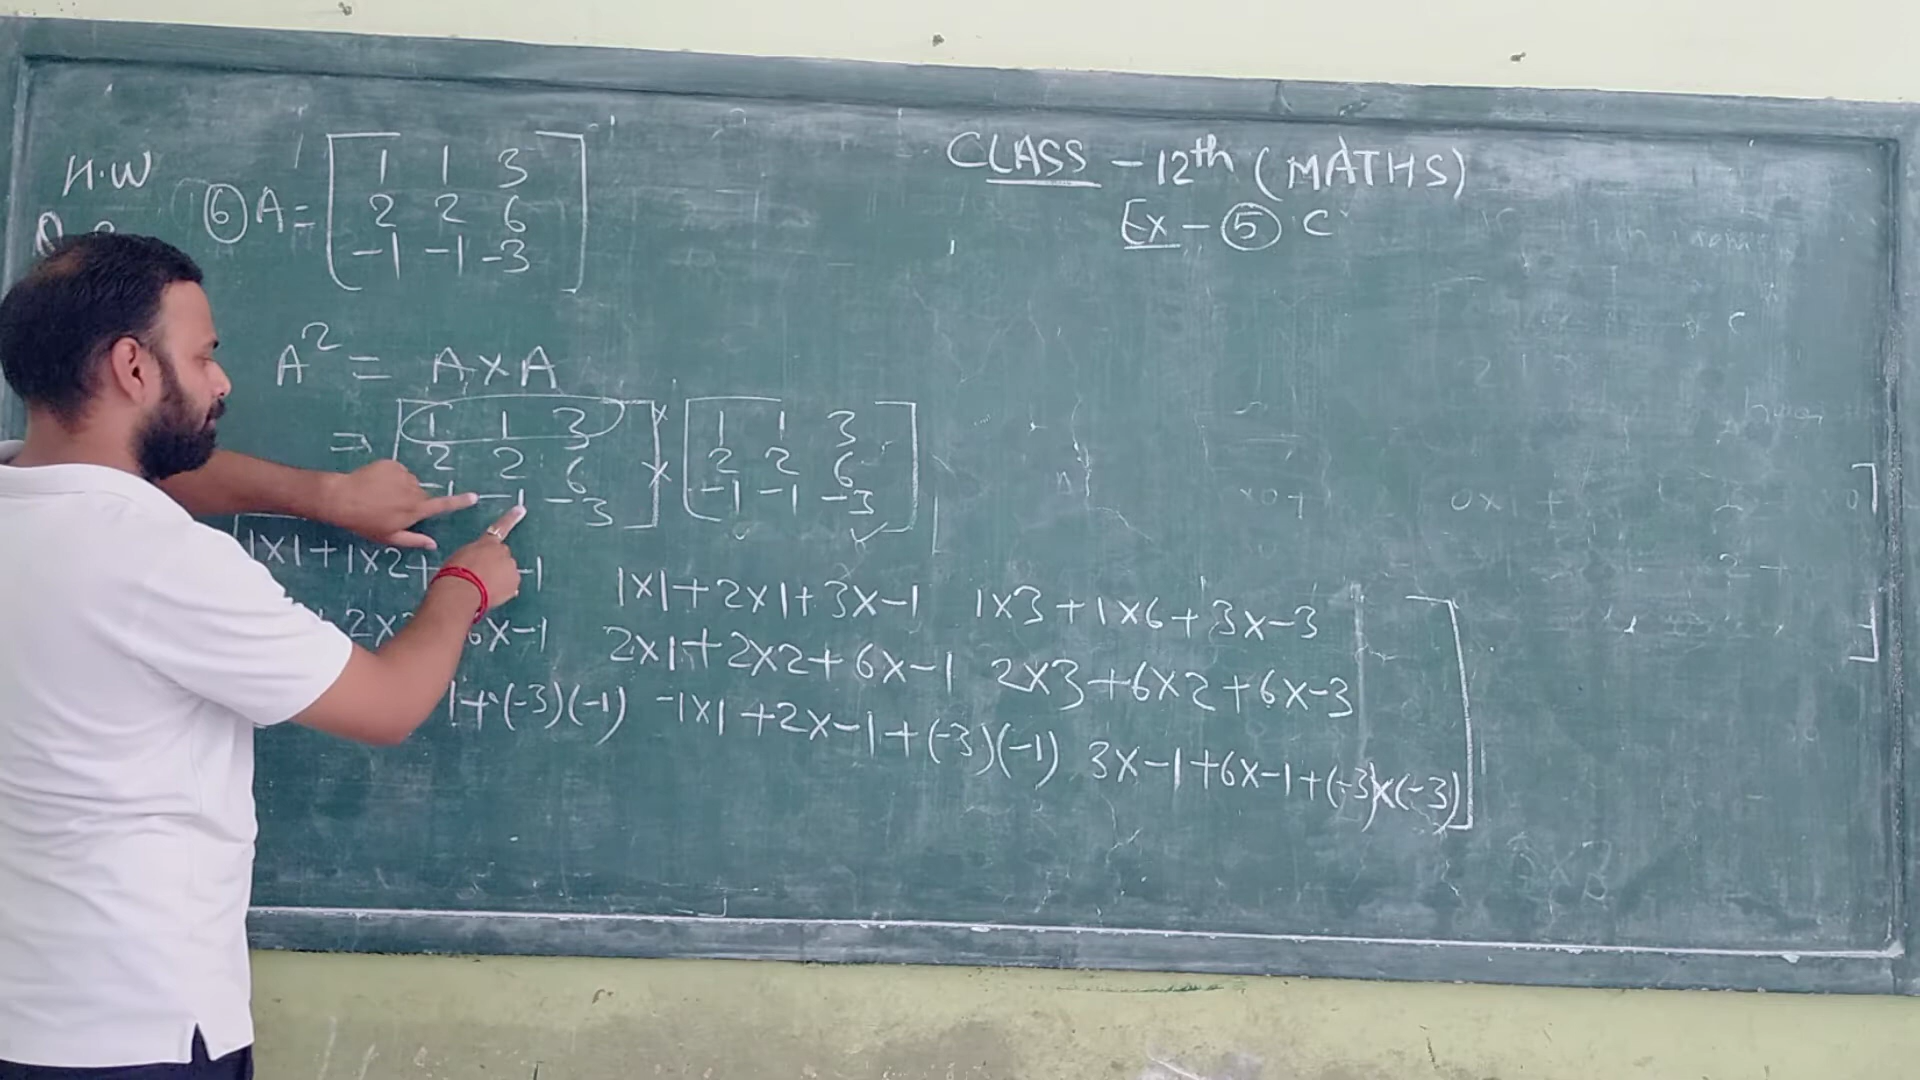 CLASS - 12th (MATHS)
Ex - 5 C
H.W
6 A = [ 1 1 3
2 2 6
-1 -1 -3 ]
A² = A × A
⇒ [ 1 1 3 ] × [ 1 1 3
2 2 6 × 2 2 6
-1 -1 -3 -1 -1 -3 ]
1×1+1×2+ -1 1×1+2×1+3×-1 1×3+1×6+3×-3
2×2 6×-1 2×1+2×2+6×-1 2×3+6×2+6×-3
1+(-3)(-1) -1×1+2×-1+(-3)(-1) 3×-1+6×-1+(-3)×(-3)